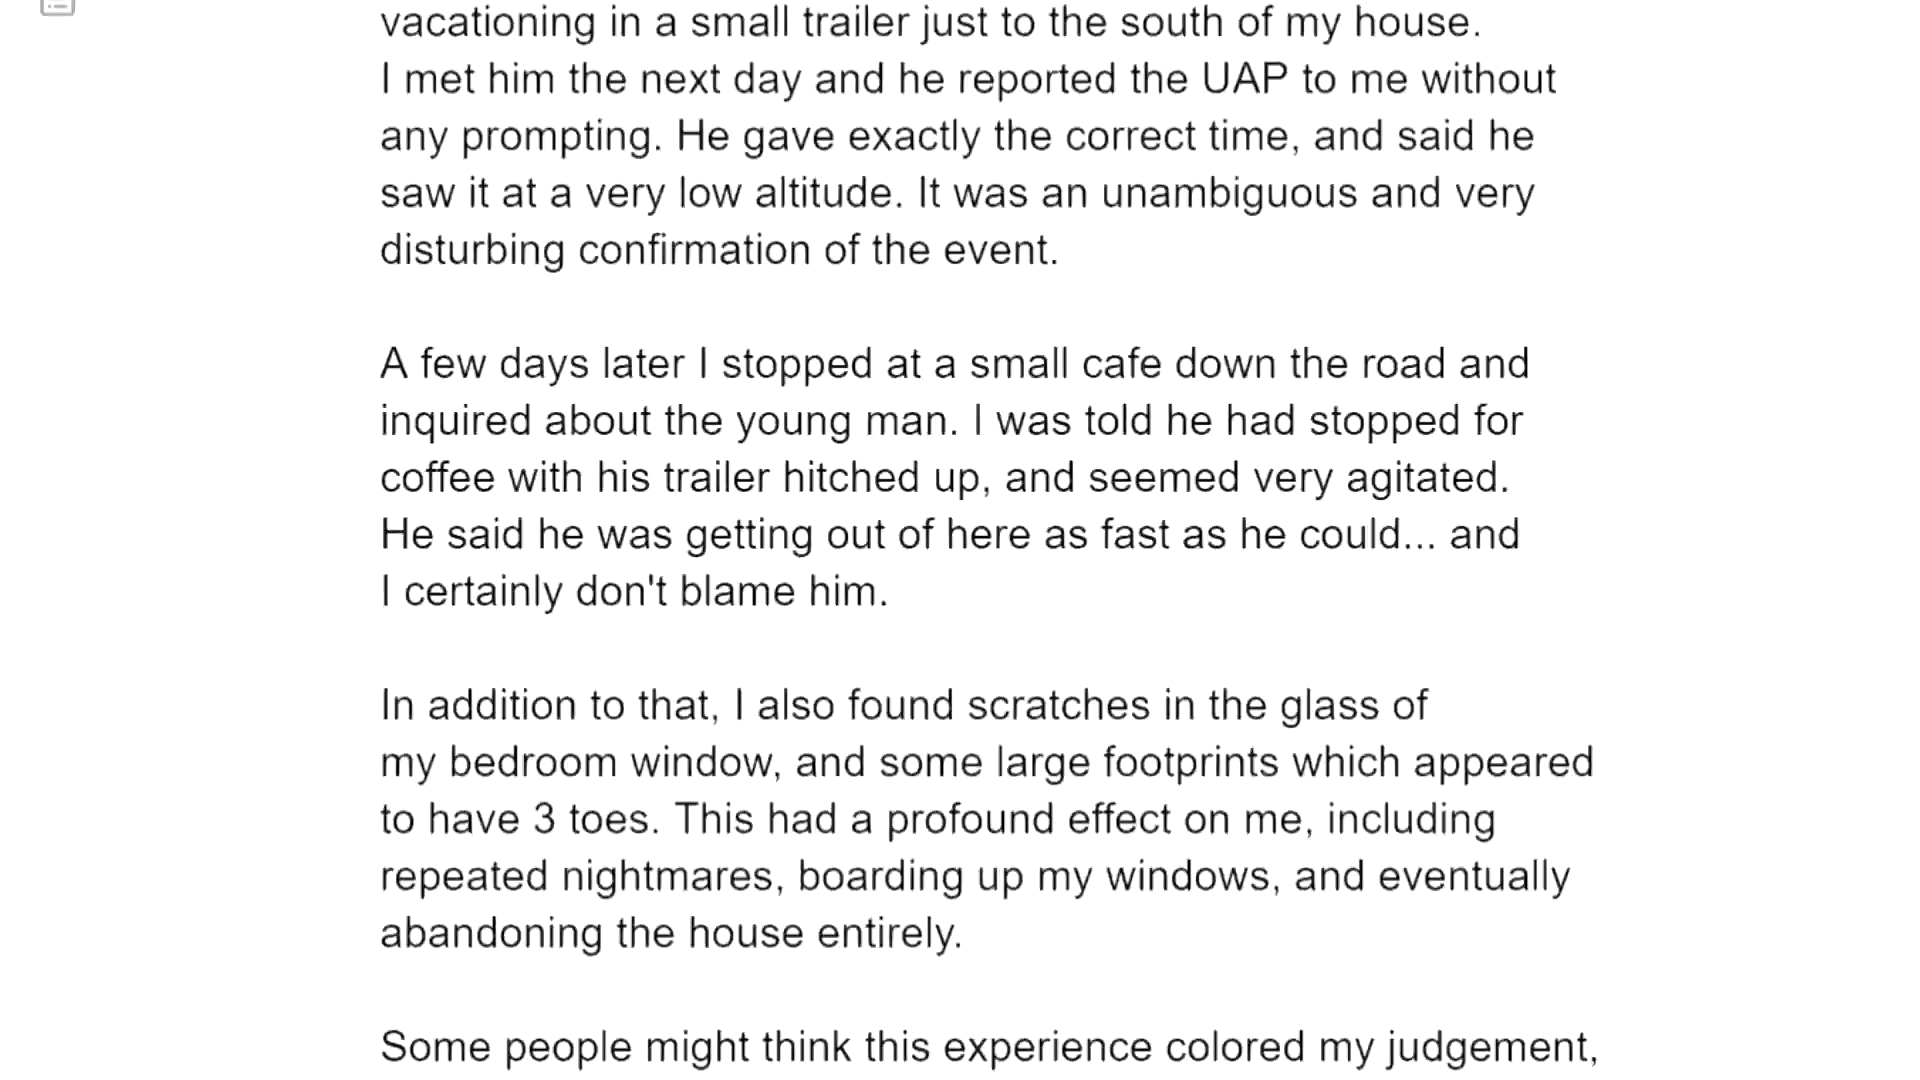 vacationing in a small trailer just to the south of my house.
I met him the next day and he reported the UAP to me without
any prompting. He gave exactly the correct time, and said he
saw it at a very low altitude. It was an unambiguous and very
disturbing confirmation of the event.
A few days later I stopped at a small cafe down the road and
inquired about the young man. I was told he had stopped for
coffee with his trailer hitched up, and seemed very agitated.
He said he was getting out of here as fast as he could... and
I certainly don't blame him.
In addition to that, I also found scratches in the glass of
my bedroom window, and some large footprints which appeared
to have 3 toes. This had a profound effect on me, including
repeated nightmares, boarding up my windows, and eventually
abandoning the house entirely.
Some people might think this experience colored my judgement,